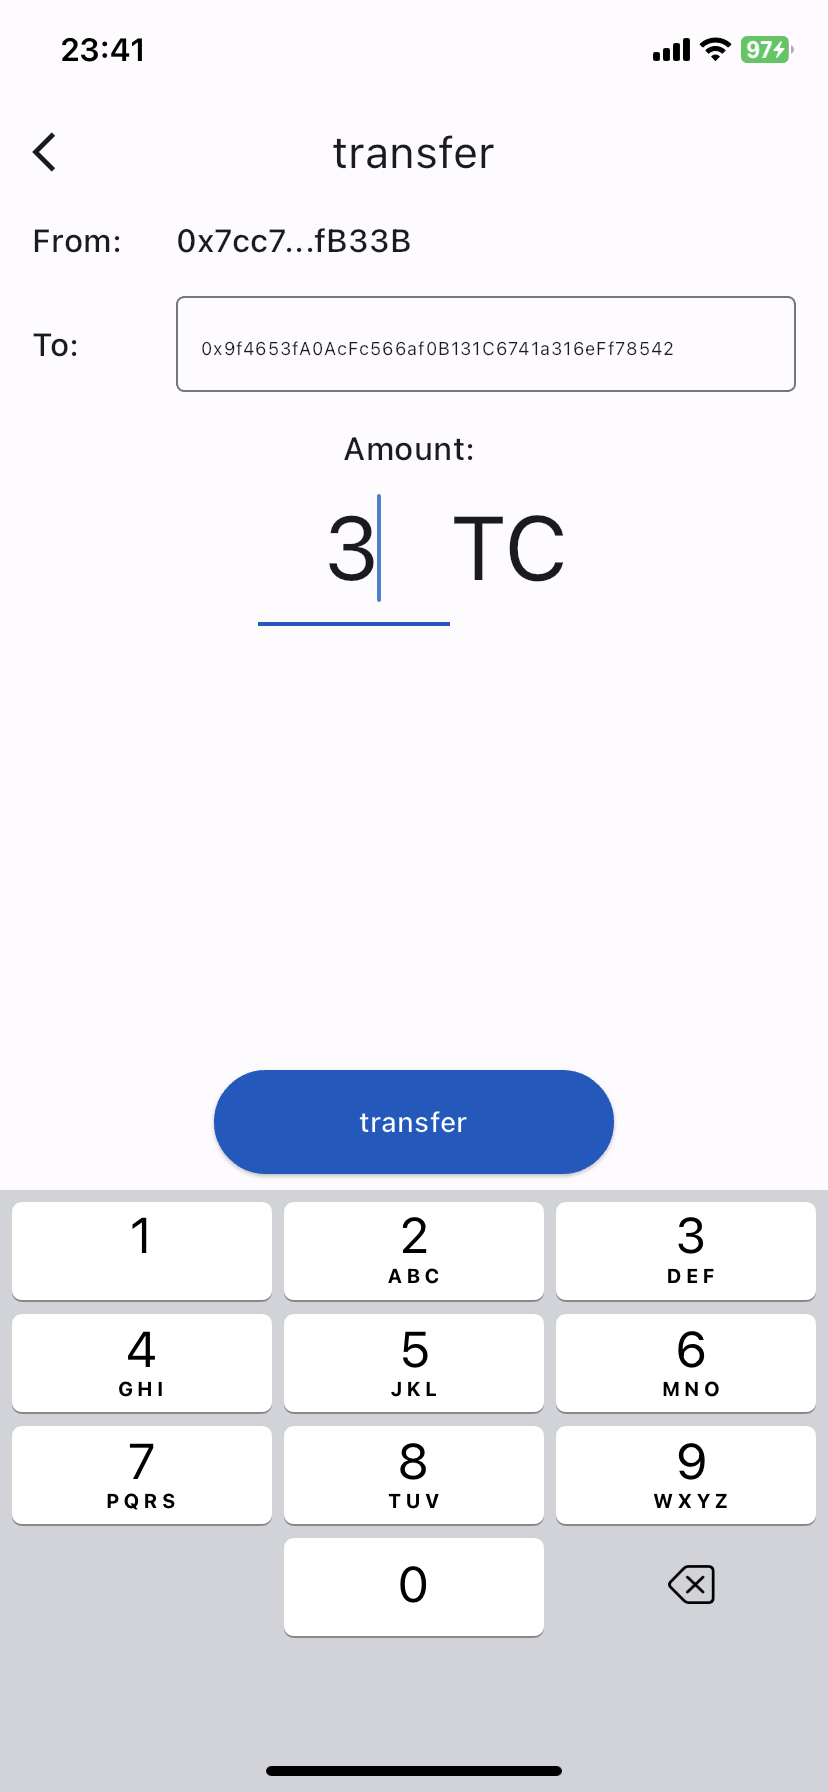 23:41
97
transfer
From: 0x7cc7...fB33B
To: 0x9f4653fA0AcFc566af0B131C6741a316eFf78542
Amount:
3 TC
transfer
1 2 3
ABC DEF
4 5 6
GHI JKL MNO
7 8 9
PQRS TUV WXYZ
0